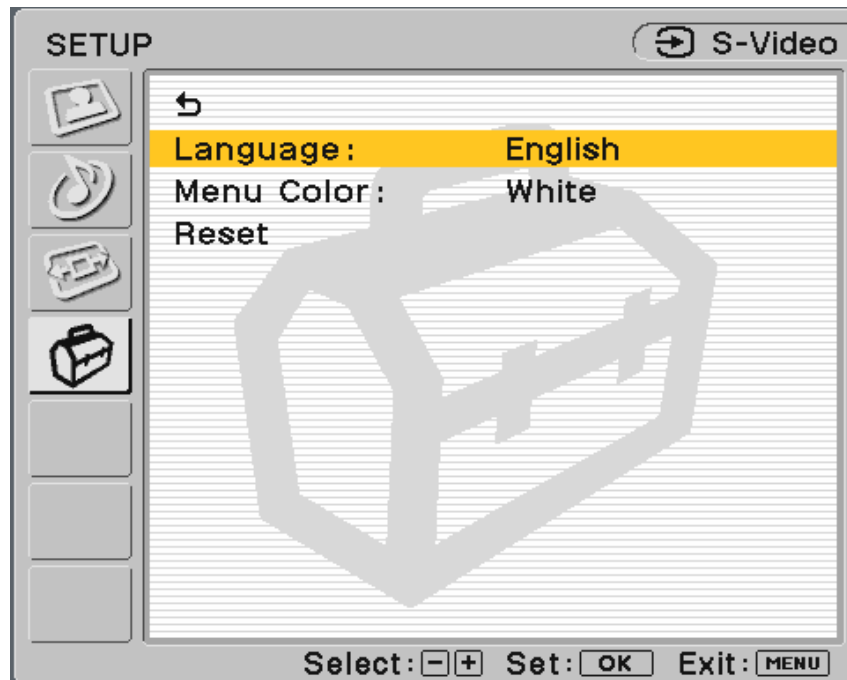 SETUP S-Video
Language: English
Menu Color: White
Reset
Select:−+ Set: OK Exit: MENU